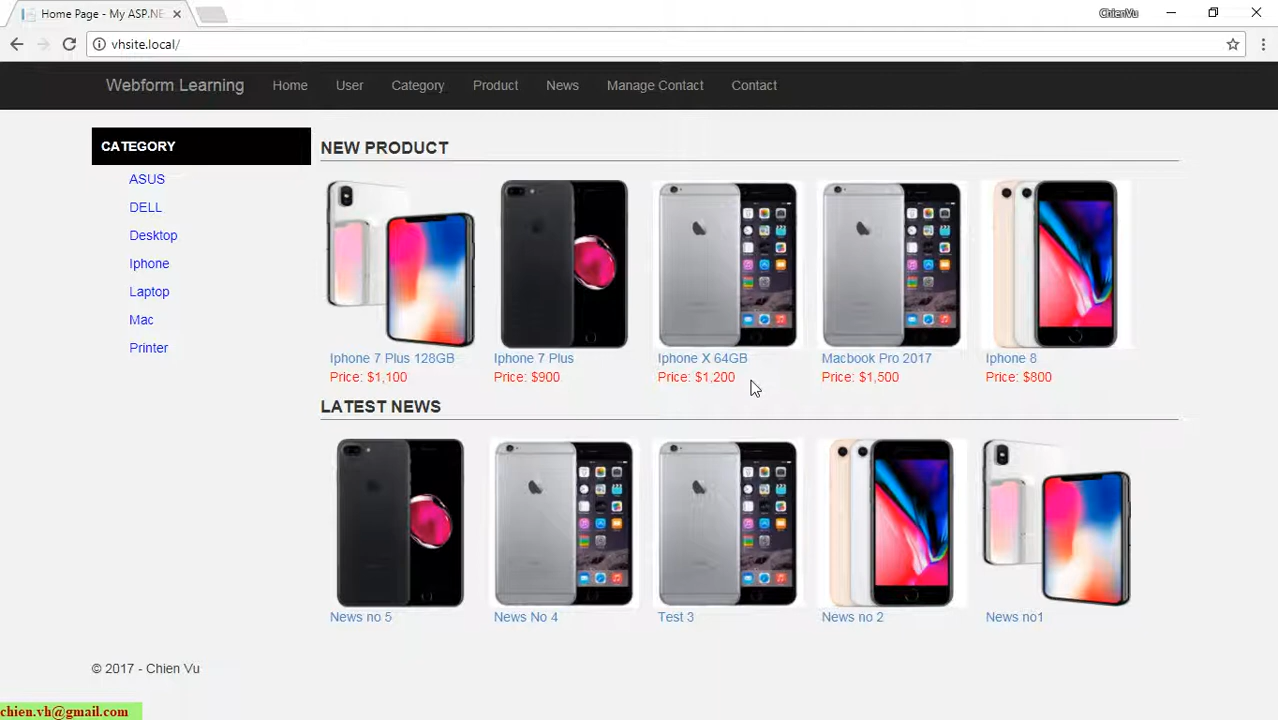 Home Page - My ASP.NE
ChienVu
vhsite.local/
Webform Learning
Home
User
Category
Product
News
Manage Contact
Contact
CATEGORY
ASUS
DELL
Desktop
Iphone
Laptop
Mac
Printer
NEW PRODUCT
Iphone 7 Plus 128GB
Price: $1,100
Iphone 7 Plus
Price: $900
Iphone X 64GB
Price: $1,200
Macbook Pro 2017
Price: $1,500
Iphone 8
Price: $800
LATEST NEWS
News no 5
News No 4
Test 3
News no 2
News no1
© 2017 - Chien Vu
chien.vh@gmail.com